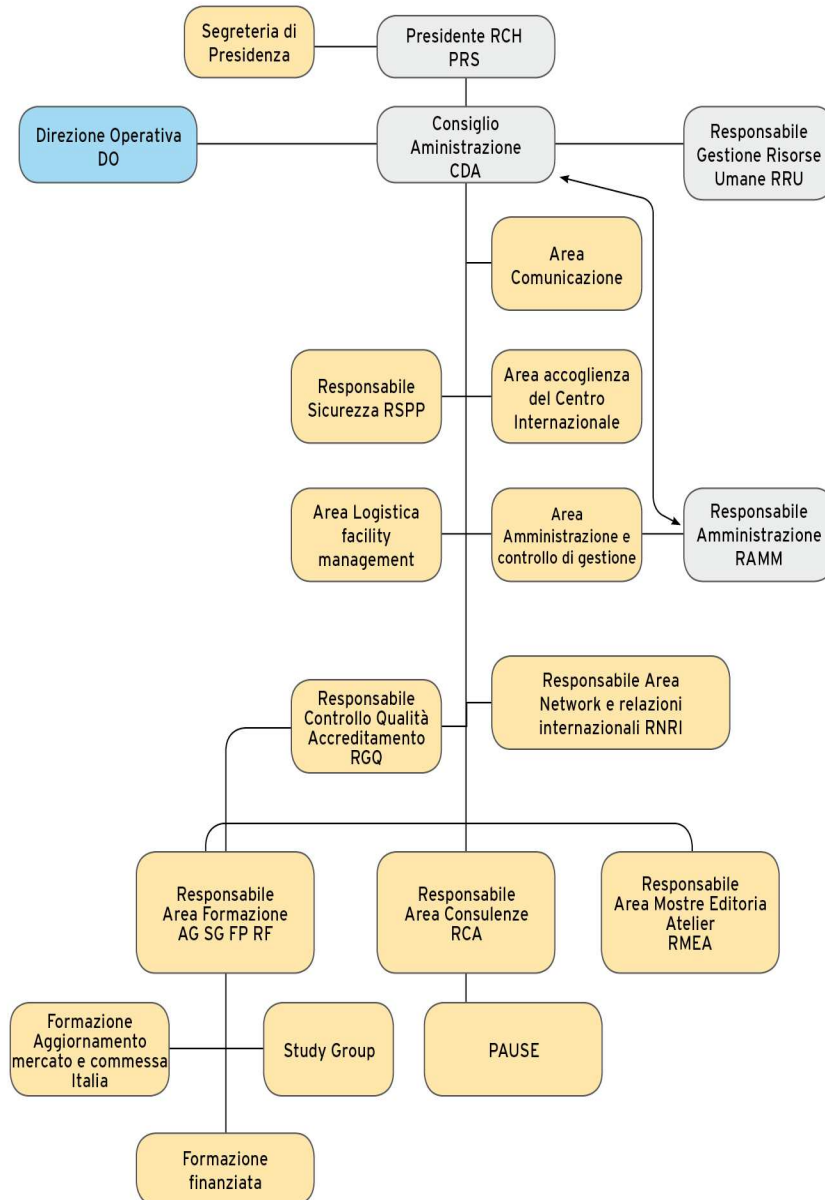 Segreteria di
Presidenza
Presidente RCH
PRS
Direzione Operativa
DO
Consiglio
Aministrazione
CDA
Responsabile
Gestione Risorse
Umane RRU
Area
Comunicazione
Responsabile
Sicurezza RSPP
Area accoglienza
del Centro
Internazionale
Area Logistica
facility
management
Area
Amministrazione e
controllo di gestione
Responsabile
Amministrazione
RAMM
Responsabile
Controllo Qualità
Accreditamento
RGQ
Responsabile Area
Network e relazioni
internazionali RNRI
Responsabile
Area Formazione
AG SG FP RF
Responsabile
Area Consulenze
RCA
Responsabile
Area Mostre Editoria
Atelier
RMEA
Formazione
Aggiornamento
mercato e commessa
Italia
Study Group
PAUSE
Formazione
finanziata